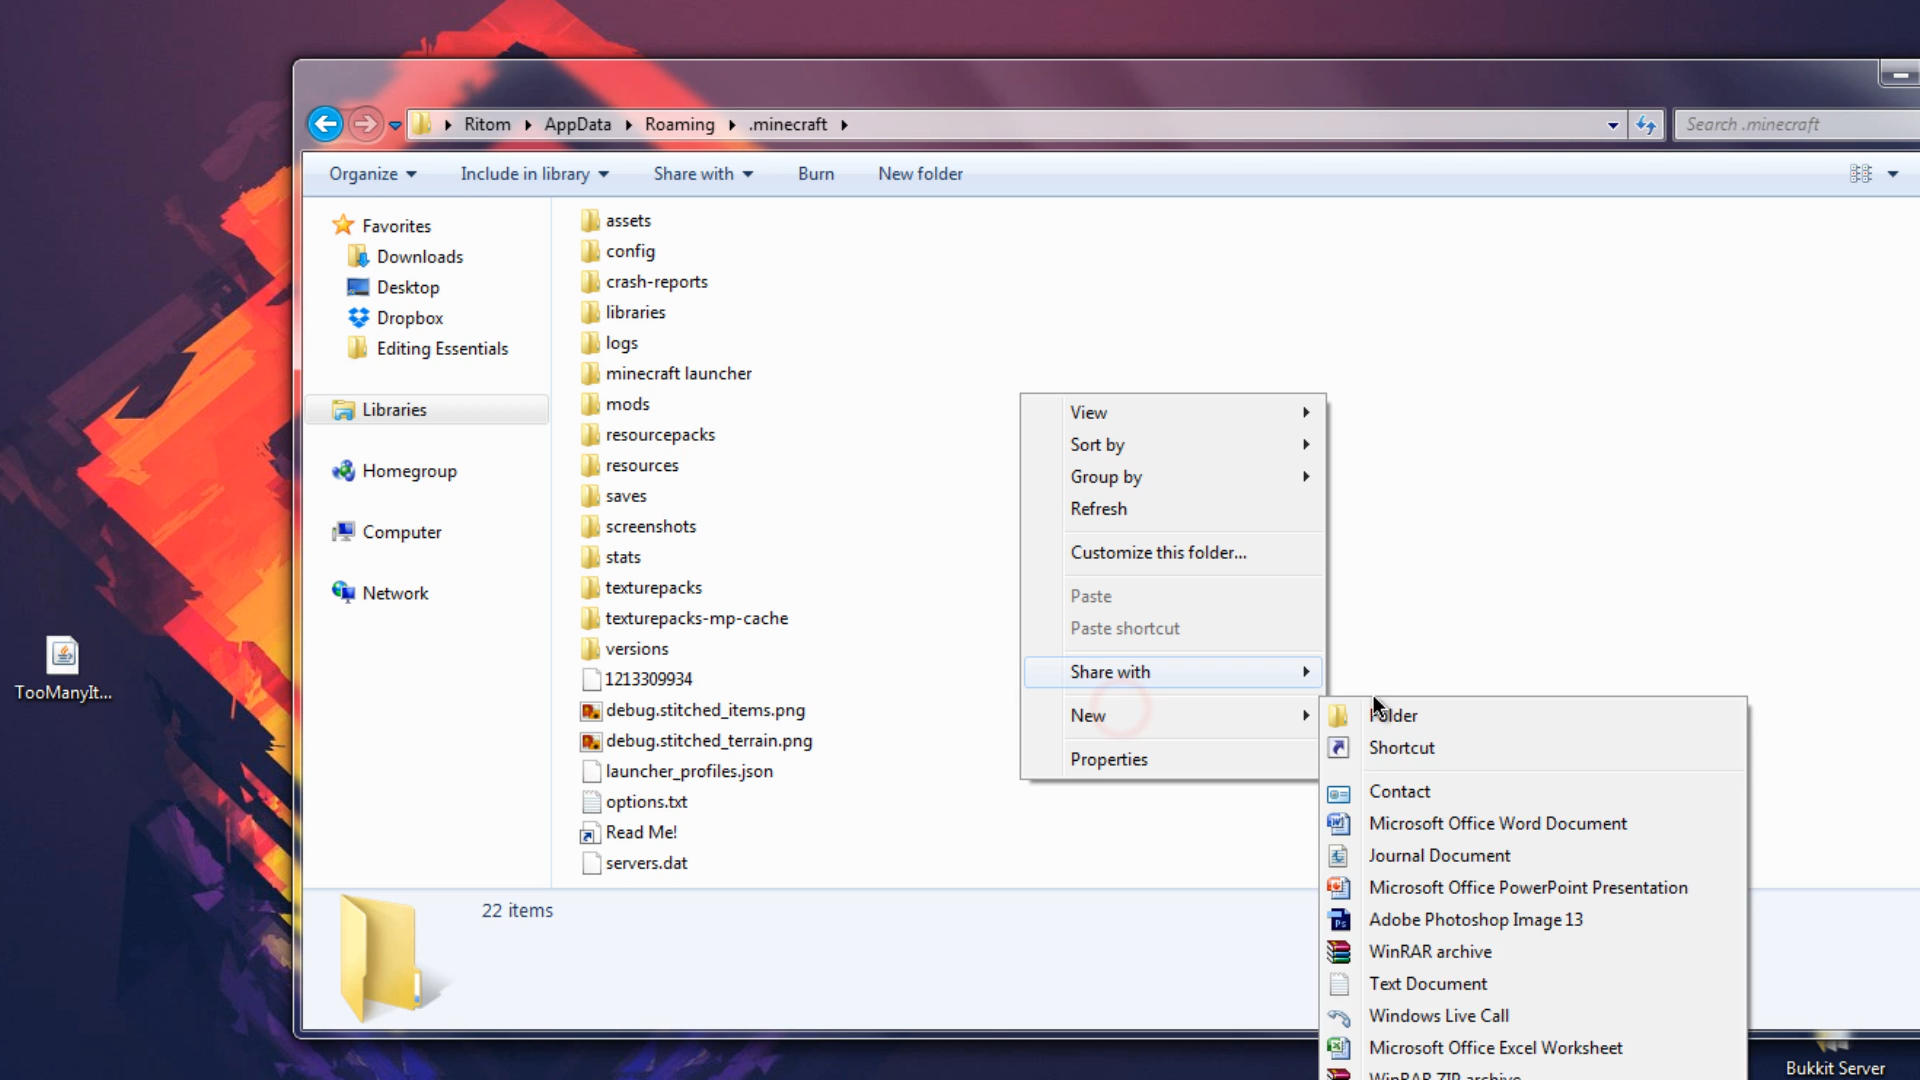 Ritom
AppData
Roaming
.minecraft
Search .minecraft
Organize
Include in library
Share with
Burn
New folder
Favorites
Downloads
Desktop
Dropbox
Editing Essentials
Libraries
Homegroup
Computer
Network
assets
config
crash-reports
libraries
logs
minecraft launcher
mods
resourcepacks
resources
saves
screenshots
stats
texturepacks
texturepacks-mp-cache
versions
1213309934
debug.stitched_items.png
debug.stitched_terrain.png
launcher_profiles.json
options.txt
Read Me!
servers.dat
22 items
View
Sort by
Group by
Refresh
Customize this folder...
Paste
Paste shortcut
Share with
New
Properties
Folder
Shortcut
Contact
Microsoft Office Word Document
Journal Document
Microsoft Office PowerPoint Presentation
Adobe Photoshop Image 13
WinRAR archive
Text Document
Windows Live Call
Microsoft Office Excel Worksheet
WinRAR ZIP archive
TooManyIt...
Bukkit Server